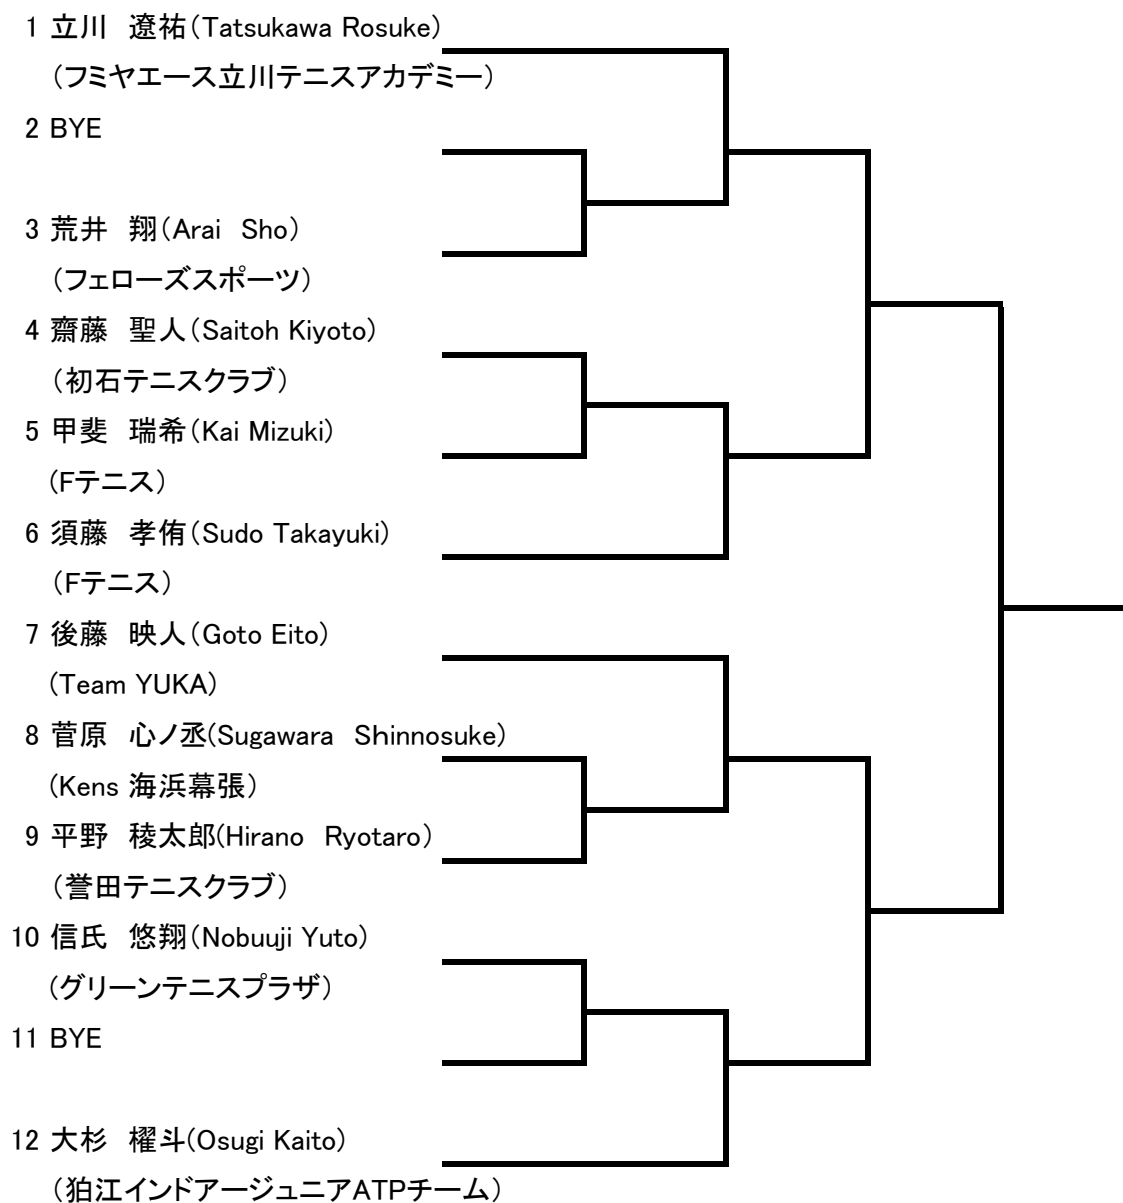 1 立川　遼祐（Tatsukawa Rosuke）
（フミヤエース立川テニスアカデミー）
2 BYE
3 荒井　翔（Arai　Sho）
（フェローズスポーツ）
4 齋藤　聖人（Saitoh Kiyoto）
（初石テニスクラブ）
5 甲斐　瑞希（Kai Mizuki）
(Fテニス）
6 須藤　孝侑（Sudo Takayuki）
（Fテニス）
7 後藤　映人（Goto Eito）
(Team YUKA)
8 菅原　心ノ丞(Sugawara　Shinnosuke）
(Kens 海浜幕張）
9 平野　稜太郎(Hirano　Ryotaro）
（誉田テニスクラブ）
10 信氏　悠翔（Nobuuji Yuto）
（グリーンテニスプラザ）
11 BYE
12 大杉　櫂斗(Osugi Kaito）
（狛江インドアージュニアATPチーム）